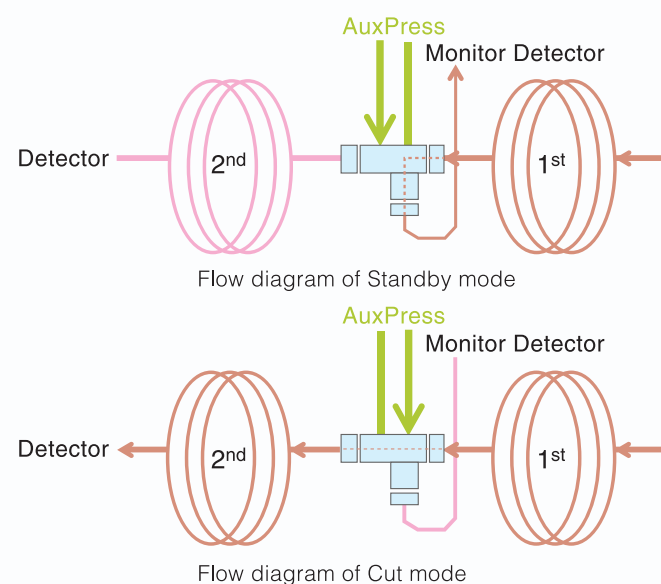 AuxPress
Monitor Detector
Detector
2nd
1st
Flow diagram of Standby mode
AuxPress
Monitor Detector
Detector
2nd
1st
Flow diagram of Cut mode